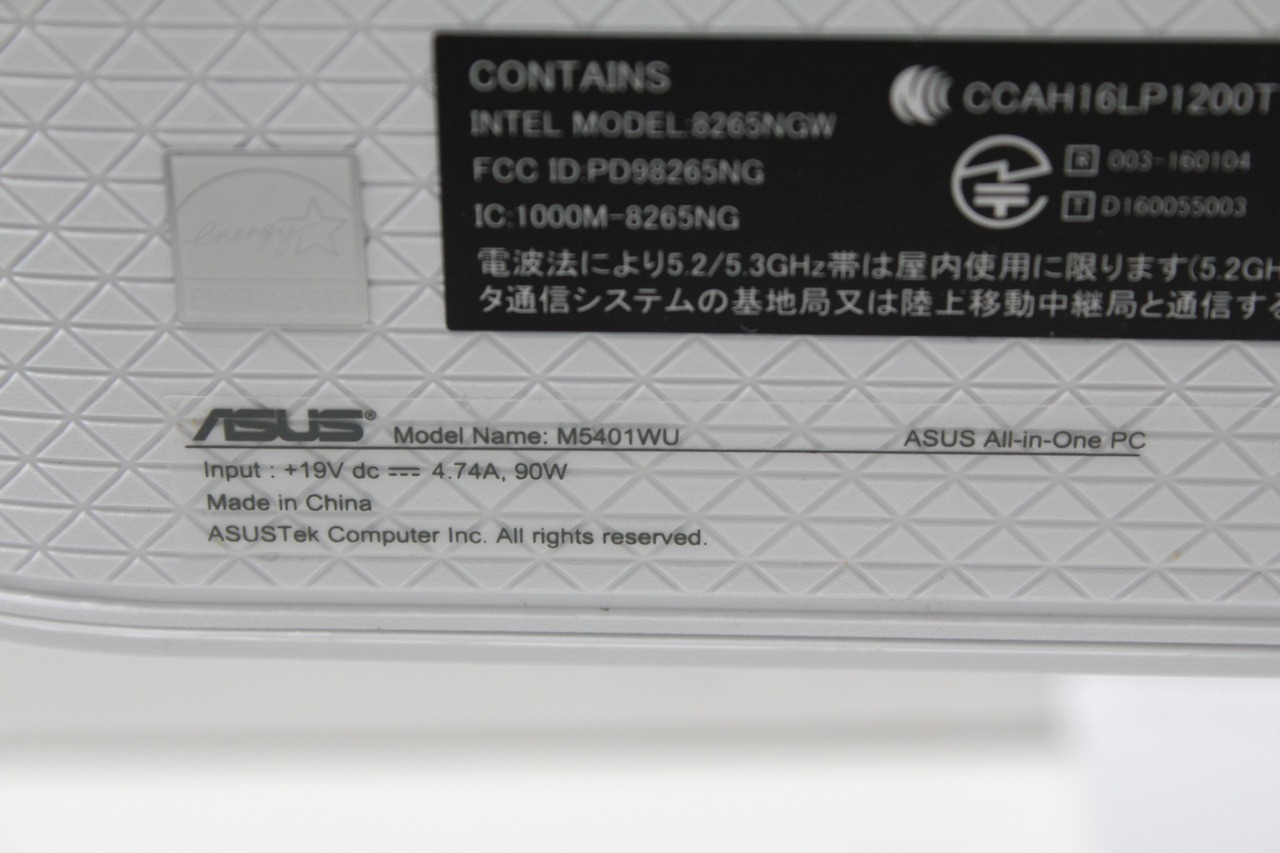 CONTAINS
INTEL MODEL:8265NGW
FCC ID:PD98265NG
IC:1000M-8265NG
CCAH16LP1200T
R 003-160104
T D160055003
電波法により5.2/5.3GHz帯は屋内使用に限ります(5.2GH
タ通信システムの基地局又は陸上移動中継局と通信する
energy
ENERGY STAR
ASUS® Model Name: M5401WU ASUS All-in-One PC
Input : +19V dc ⎓ 4.74A, 90W
Made in China
ASUSTek Computer Inc. All rights reserved.